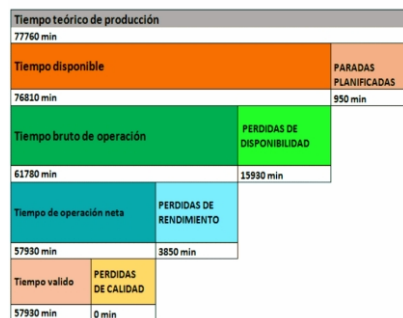 Tiempo teórico de producción
77760 min
Tiempo disponible
PARADAS
PLANIFICADAS
76810 min
950 min
Tiempo bruto de operación
PERDIDAS DE
DISPONIBILIDAD
61780 min
15930 min
Tiempo de operación neta
PERDIDAS DE
RENDIMIENTO
57930 min
3850 min
Tiempo valido
PERDIDAS
DE CALIDAD
57930 min
0 min